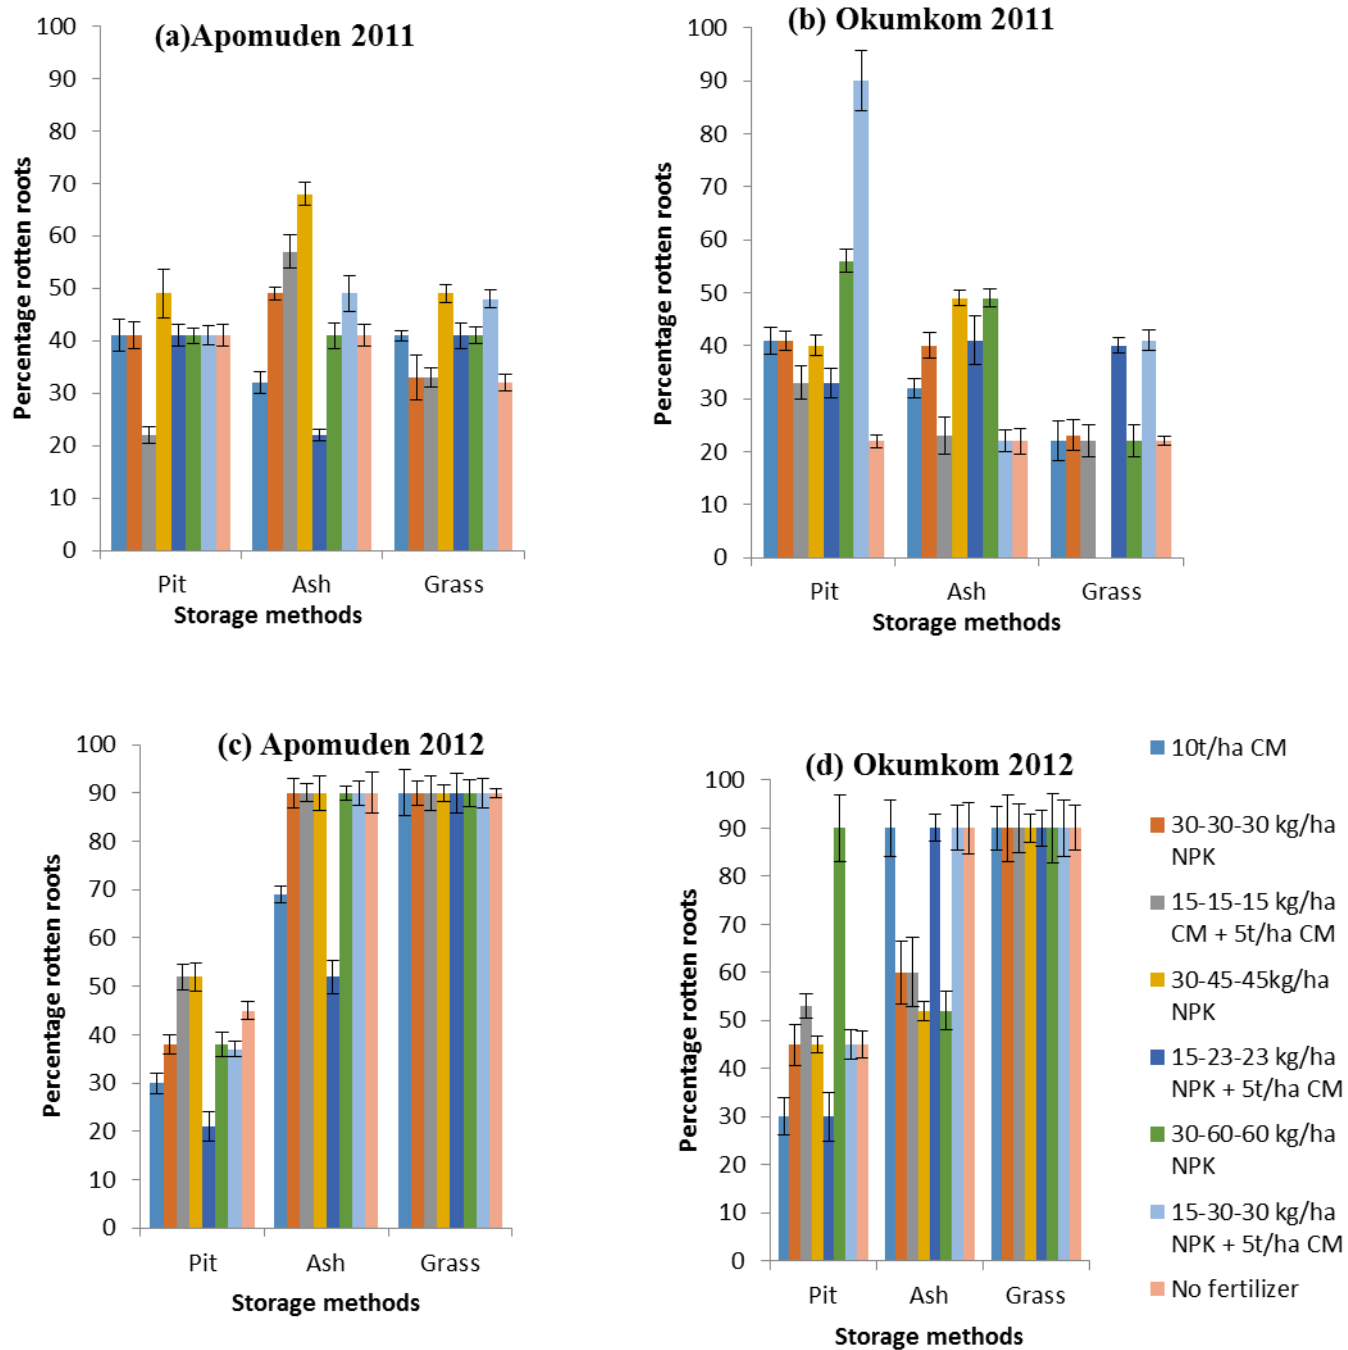 (a)Apomuden 2011
100
90
80
70
60
50
40
30
20
10
0
Percentage rotten roots
Pit Ash Grass
Storage methods
(b) Okumkom 2011
100
90
80
70
60
50
40
30
20
10
0
Percentage rotten roots
Pit Ash Grass
Storage methods
(c) Apomuden 2012
100
90
80
70
60
50
40
30
20
10
0
Percentage rotten roots
Pit Ash Grass
Storage methods
(d) Okumkom 2012
100
90
80
70
60
50
40
30
20
10
0
Percentage rotten roots
Pit Ash Grass
Storage methods
10t/ha CM
30-30-30 kg/ha
NPK
15-15-15 kg/ha
CM + 5t/ha CM
30-45-45kg/ha
NPK
15-23-23 kg/ha
NPK + 5t/ha CM
30-60-60 kg/ha
NPK
15-30-30 kg/ha
NPK + 5t/ha CM
No fertilizer